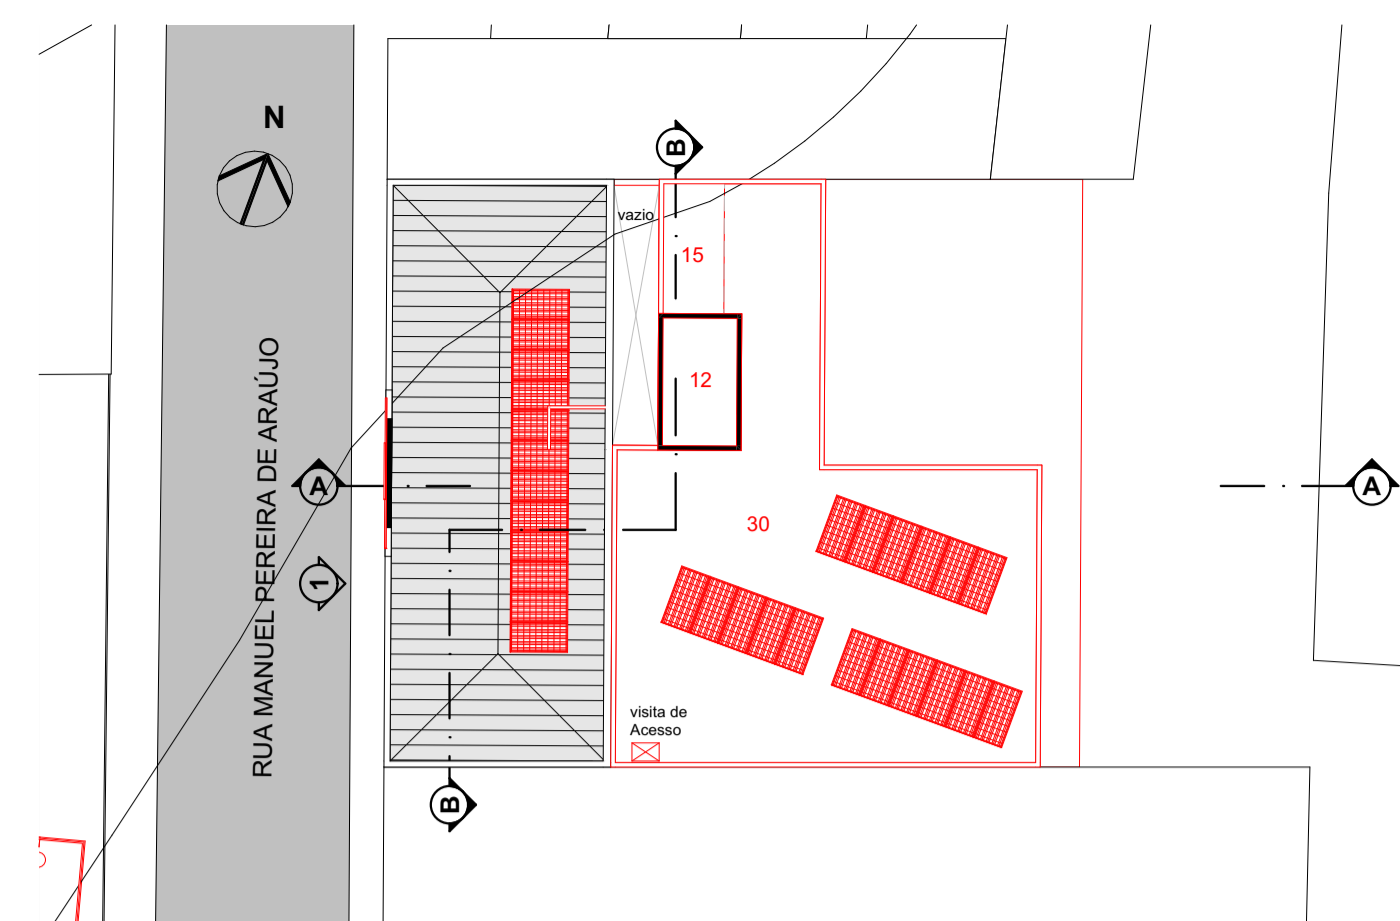 N
B
vazio
15
12
RUA MANUEL PEREIRA DE ARAÚJO
A
A
30
1
visita de
Acesso
B